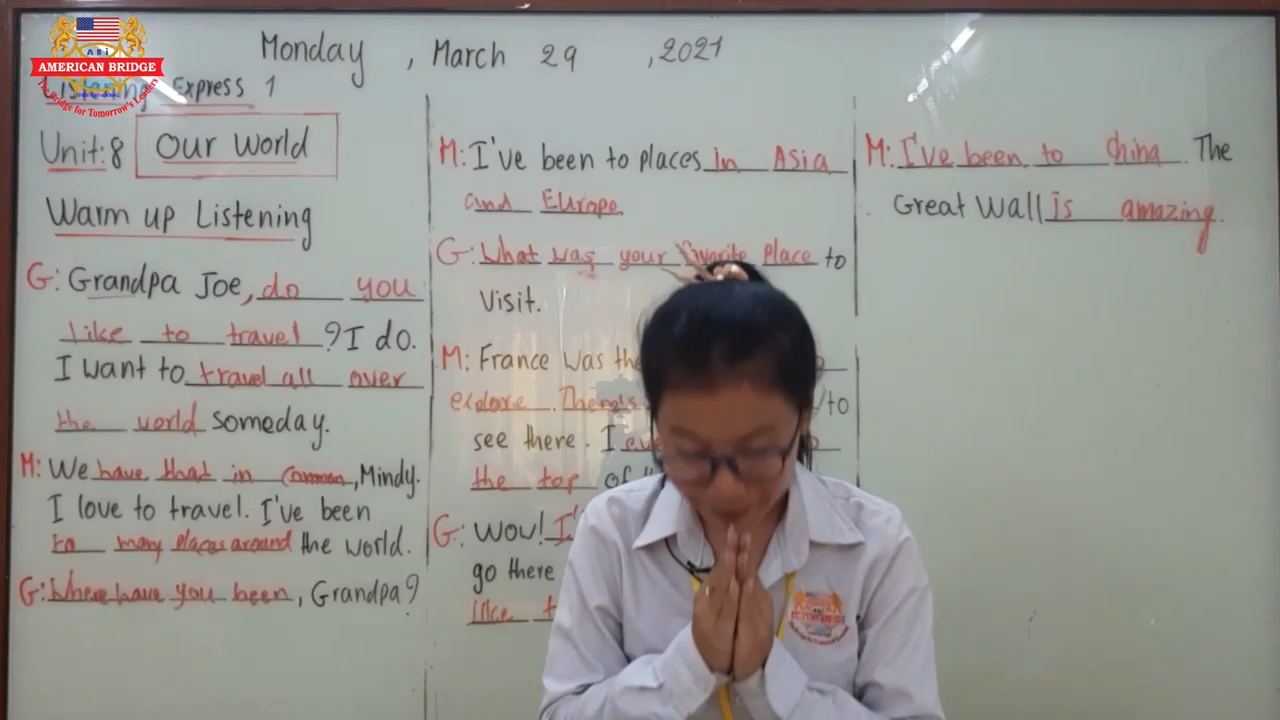 ABi
AMERICAN BRIDGE
The Bridge for Tomorrow's Leaders
Monday , March 29 , 2021
Listening Express 1
Unit:8 Our World
Warm up Listening
G: Grandpa Joe, do you
like to travel ? I do.
I want to travel all over
the world someday.
M: We have that in common, Mindy.
I love to travel. I've been
to many places around the world.
G: Where have you been, Grandpa?
M: I've been to places in Asia
and Europe.
G: What was your favorite place to
visit.
M: France was the
explore. There's to
see there. I
the top of
G: Wow! I'
go there
like
M: I've been to China. The
Great Wall is amazing.